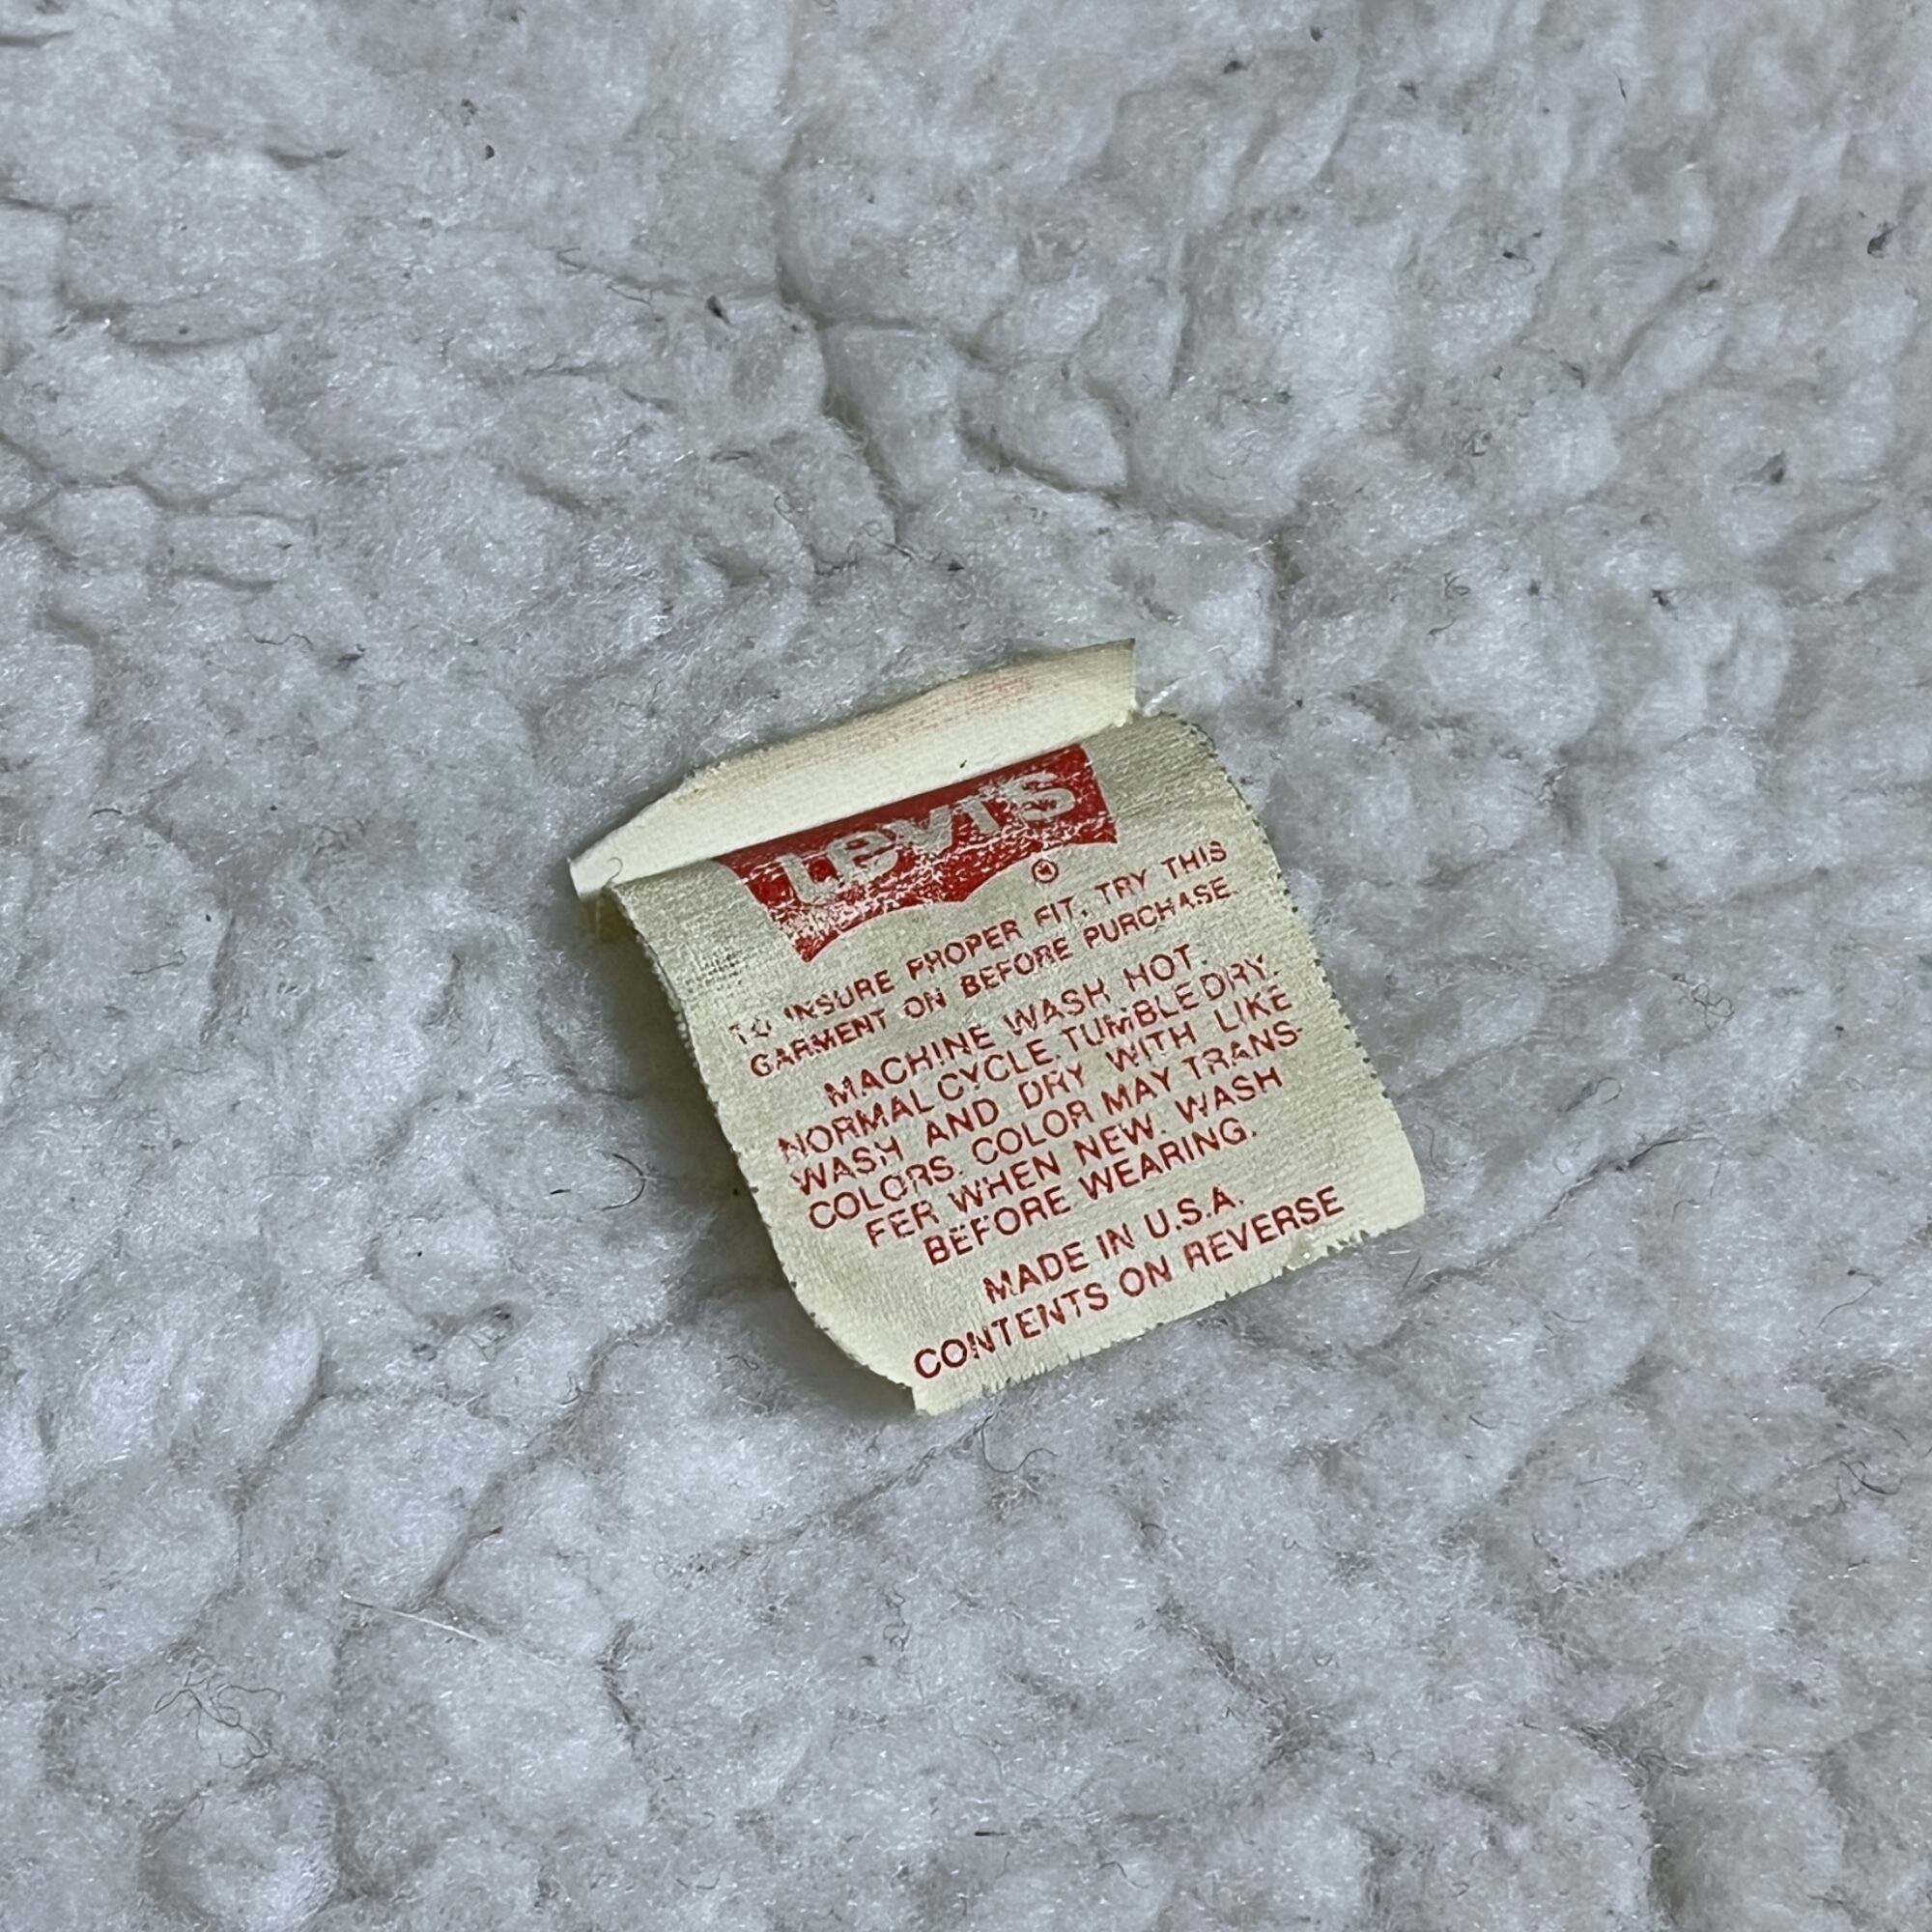 Levi's
TO INSURE PROPER FIT, TRY THIS
GARMENT ON BEFORE PURCHASE.
MACHINE WASH HOT.
NORMAL CYCLE. TUMBLE DRY.
WASH AND DRY WITH LIKE
COLORS. COLOR MAY TRANS-
FER WHEN NEW. WASH
BEFORE WEARING.
MADE IN U.S.A.
CONTENTS ON REVERSE